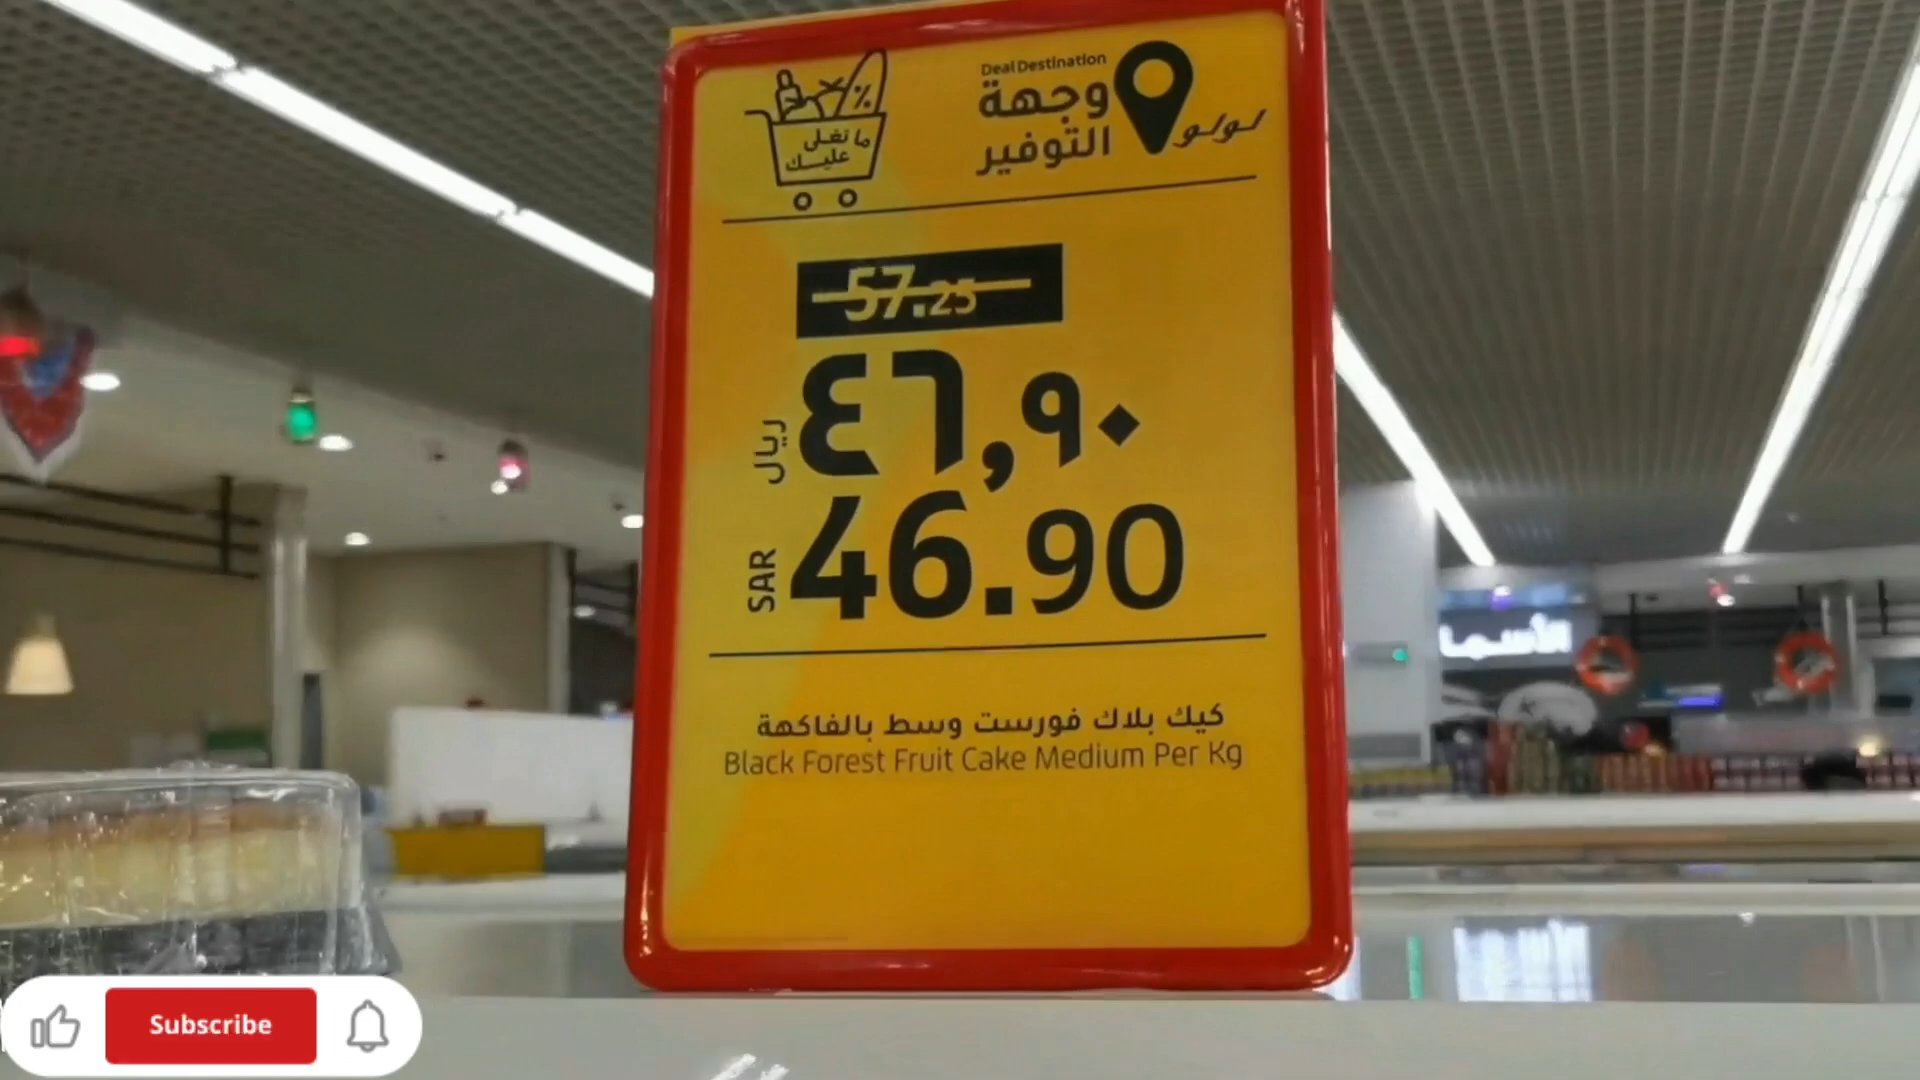 ما تغلى
عليك
Deal Destination
وجهة
التوفير
لولو
57.25
ريال ٤٦,٩٠
SAR 46.90
كيك بلاك فورست وسط بالفاكهة
Black Forest Fruit Cake Medium Per Kg
الأسما
Subscribe